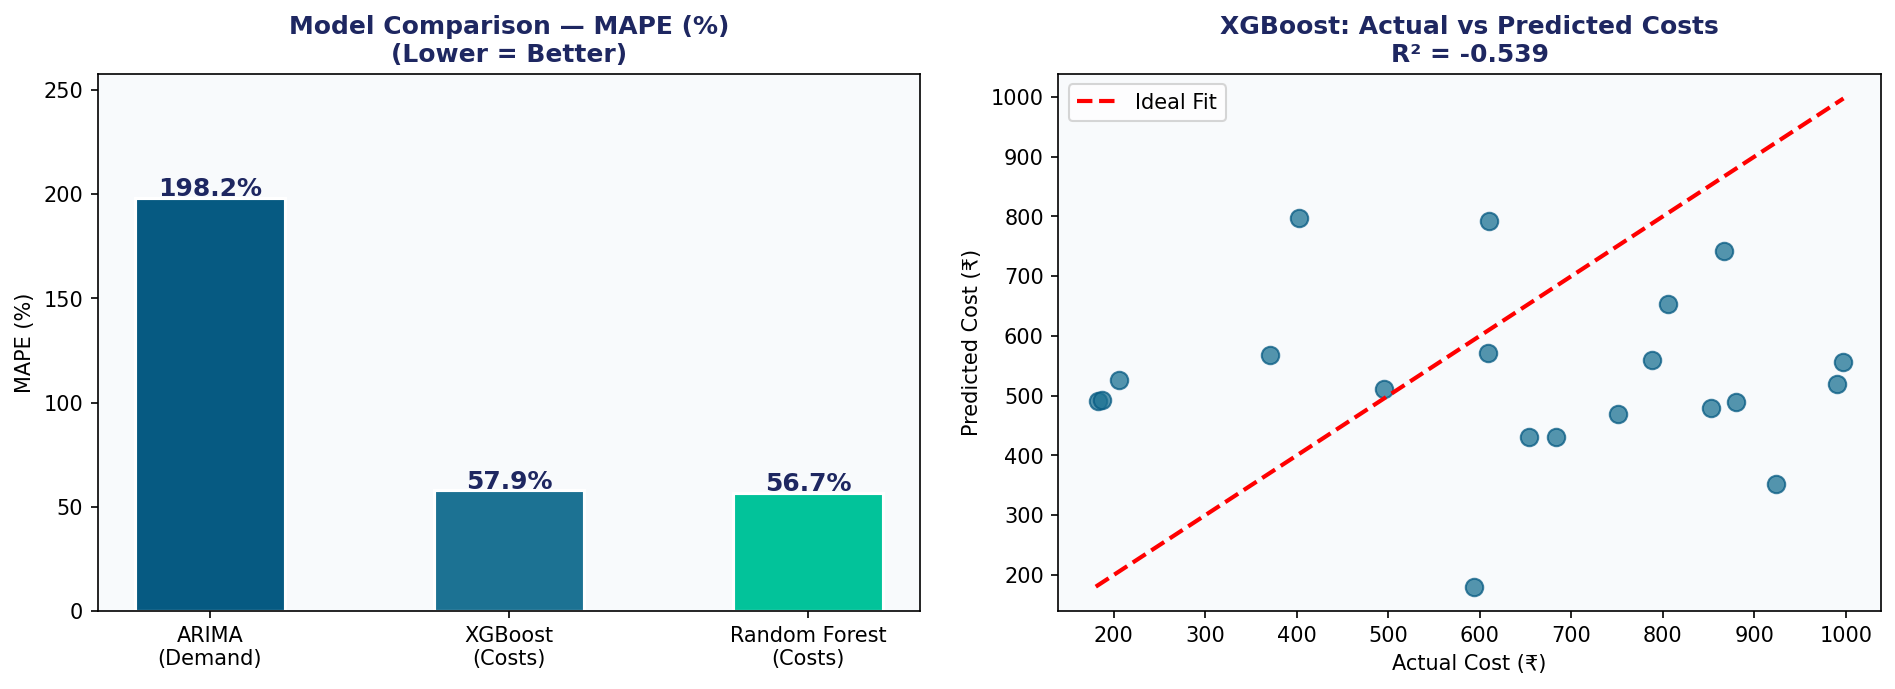 Model Comparison — MAPE (%)
(Lower = Better)
MAPE (%)
250
200
150
100
50
0
198.2%
57.9%
56.7%
ARIMA
(Demand)
XGBoost
(Costs)
Random Forest
(Costs)
XGBoost: Actual vs Predicted Costs
R² = -0.539
Ideal Fit
Predicted Cost (₹)
1000
900
800
700
600
500
400
300
200
200 300 400 500 600 700 800 900 1000
Actual Cost (₹)